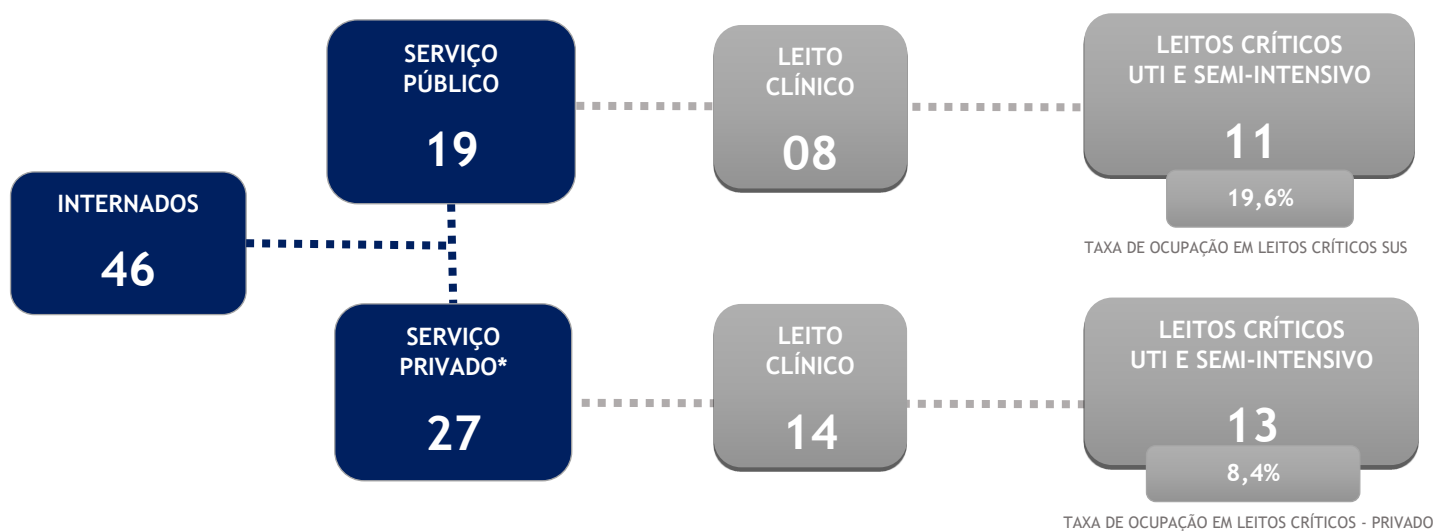 INTERNADOS
46
SERVIÇO
PÚBLICO
19
LEITO
CLÍNICO
08
LEITOS CRÍTICOS
UTI E SEMI-INTENSIVO
11
19,6%
TAXA DE OCUPAÇÃO EM LEITOS CRÍTICOS SUS
SERVIÇO
PRIVADO*
27
LEITO
CLÍNICO
14
LEITOS CRÍTICOS
UTI E SEMI-INTENSIVO
13
8,4%
TAXA DE OCUPAÇÃO EM LEITOS CRÍTICOS - PRIVADO